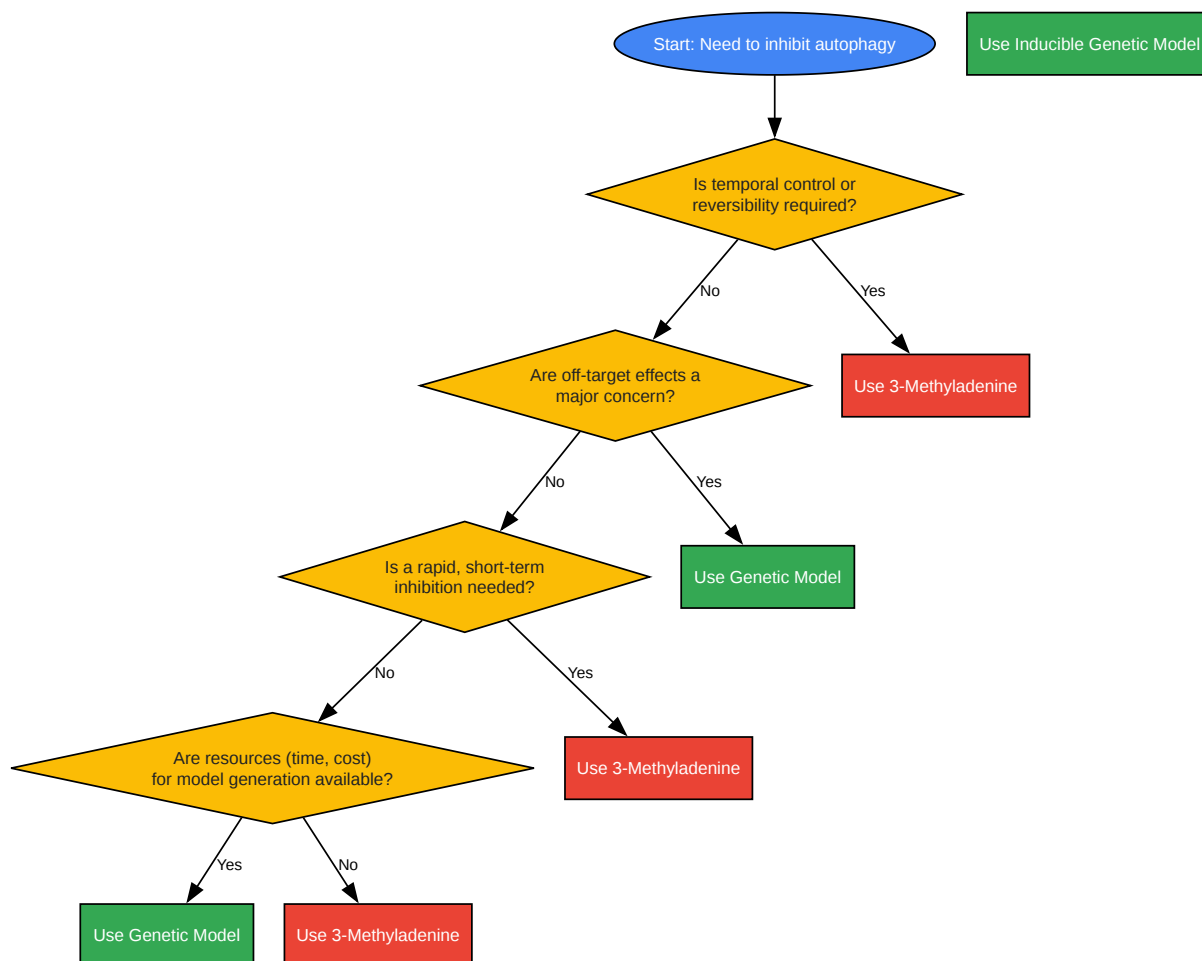 Start: Need to inhibit autophagy
Use Inducible Genetic Model
Is temporal control or
reversibility required?
No
Yes
Are off-target effects a
major concern?
Use 3-Methyladenine
No
Yes
Is a rapid, short-term
inhibition needed?
Use Genetic Model
No
Yes
Are resources (time, cost)
for model generation available?
Use 3-Methyladenine
Yes
No
Use Genetic Model
Use 3-Methyladenine